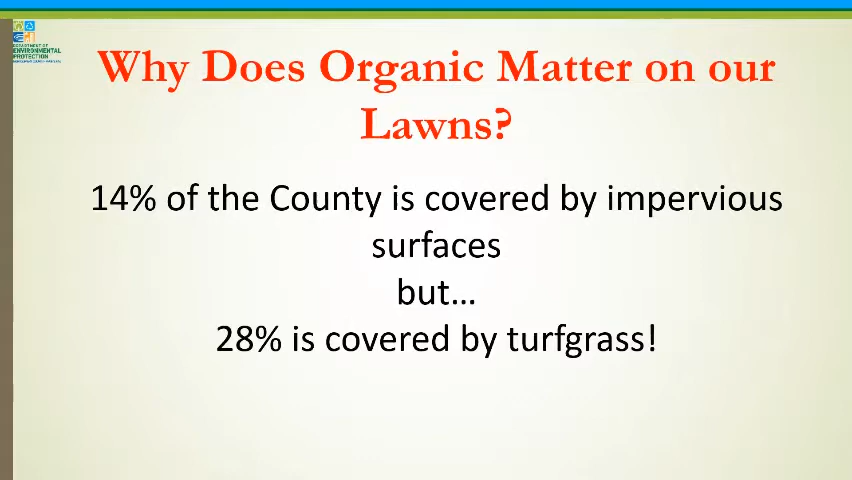 DEPARTMENT OF
ENVIRONMENTAL
PROTECTION
Why Does Organic Matter on our
Lawns?
14% of the County is covered by impervious
surfaces
but...
28% is covered by turfgrass!